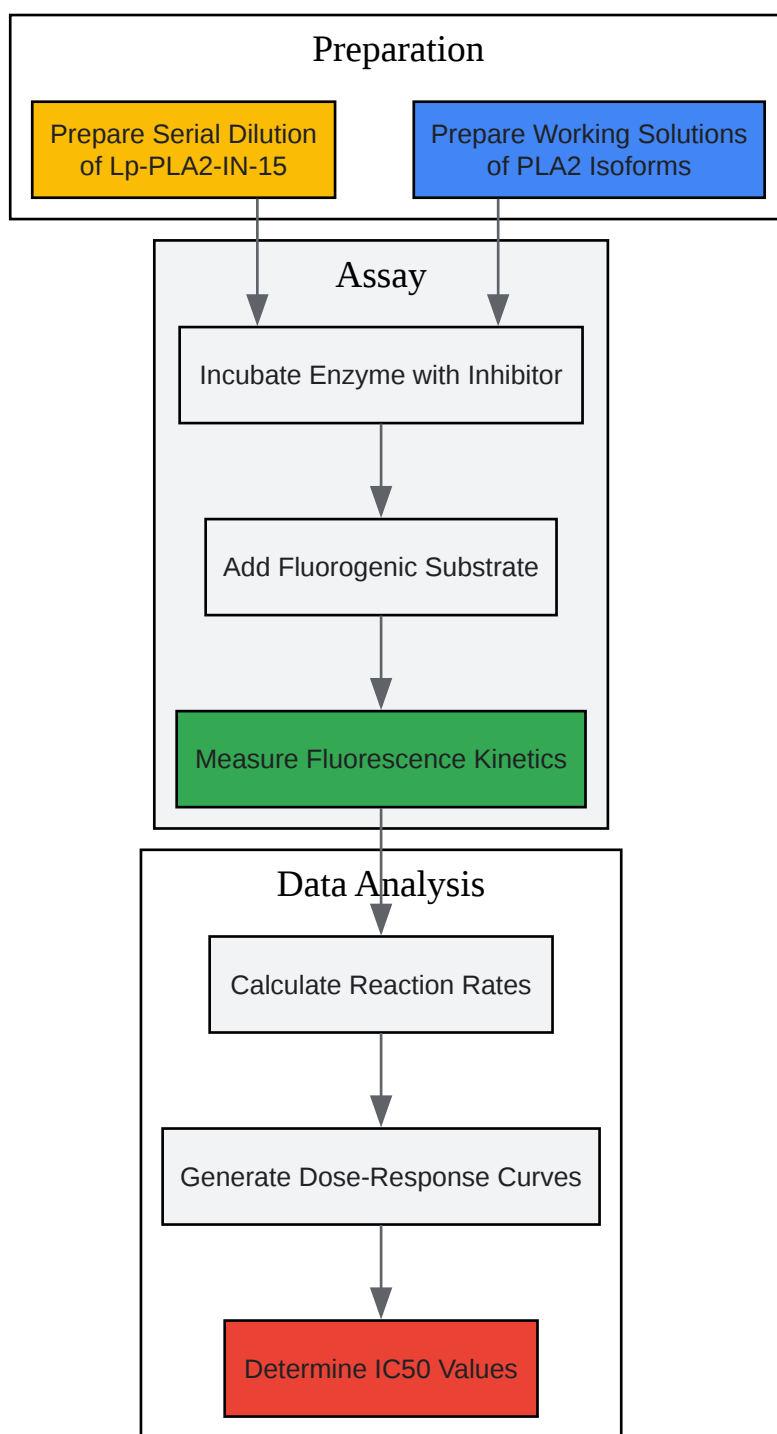 Preparation
Prepare Serial Dilution
of Lp-PLA2-IN-15
Prepare Working Solutions
of PLA2 Isoforms
Assay
Incubate Enzyme with Inhibitor
Add Fluorogenic Substrate
Measure Fluorescence Kinetics
Data Analysis
Calculate Reaction Rates
Generate Dose-Response Curves
Determine IC50 Values